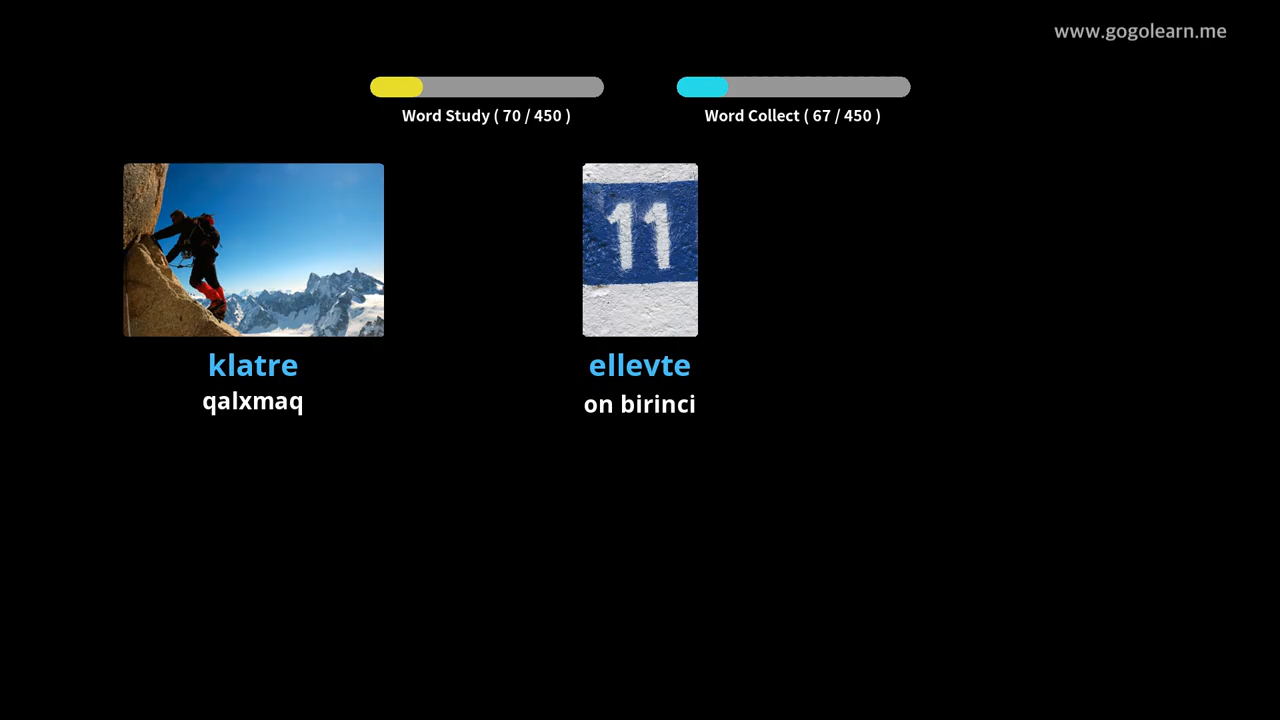 www.gogolearn.me
Word Study ( 70 / 450 )
Word Collect ( 67 / 450 )
11
klatre
qalxmaq
ellevte
on birinci